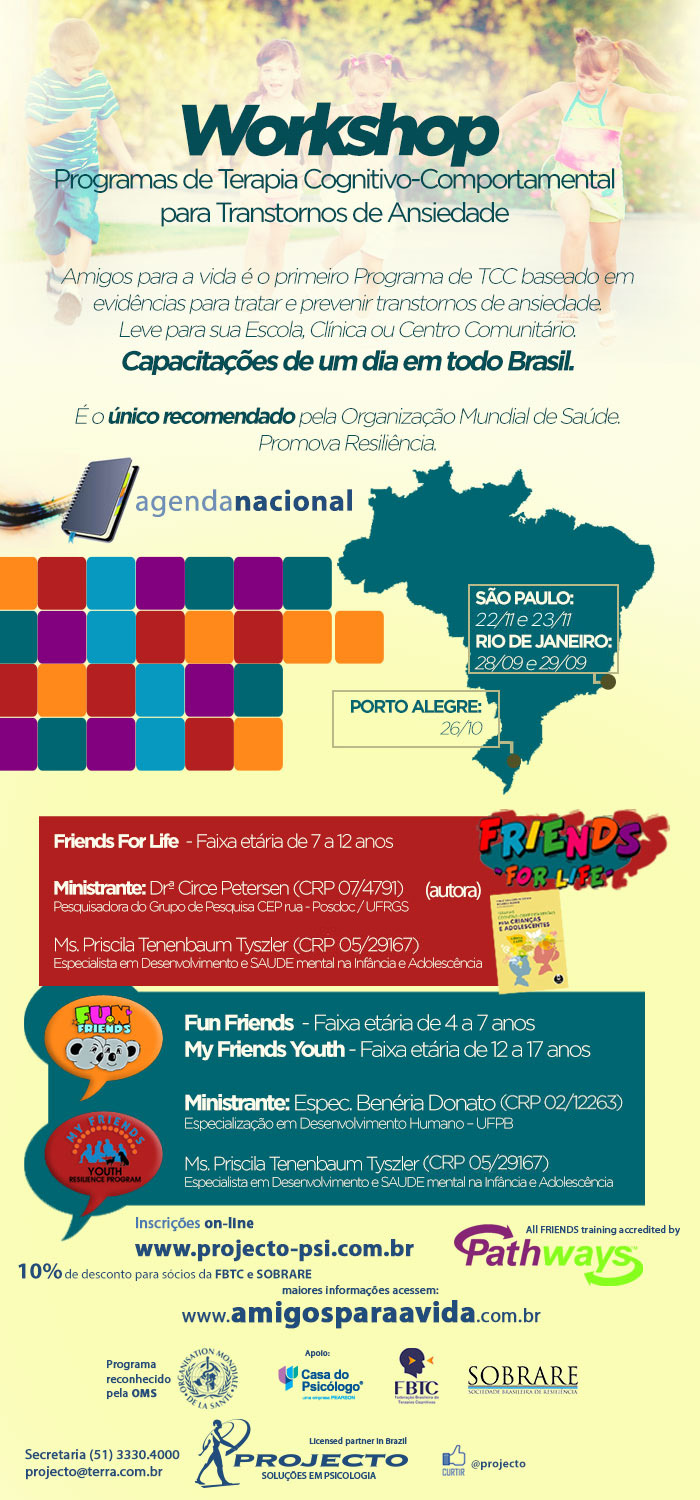 Workshop
Programas de Terapia Cognitivo-Comportamental
para Transtornos de Ansiedade
Amigos para a vida é o primeiro Programa de TCC baseado em
evidências para tratar e prevenir transtornos de ansiedade.
Leve para sua Escola, Clínica ou Centro Comunitário.
Capacitações de um dia em todo Brasil.
É o único recomendado pela Organização Mundial de Saúde.
Promova Resiliência.
agendanacional
SÃO PAULO:
22/11 e 23/11
RIO DE JANEIRO:
28/09 e 29/09
PORTO ALEGRE:
26/10
Friends For Life - Faixa etária de 7 a 12 anos
FRIENDS
FOR LIFE
Ministrante: Drª Circe Petersen (CRP 07/4791) (autora)
Pesquisadora do Grupo de Pesquisa CEP rua - Posdoc / UFRGS
PARA CRIANÇAS
E ADOLESCENTES
Ms. Priscila Tenenbaum Tyszler (CRP 05/29167)
Especialista em Desenvolvimento e SAUDE mental na Infância e Adolescência
FUN
FRIENDS
Fun Friends - Faixa etária de 4 a 7 anos
My Friends Youth - Faixa etária de 12 a 17 anos
Ministrante: Espec. Benéria Donato (CRP 02/12263)
Especialização em Desenvolvimento Humano – UFPB
MY FRIENDS
YOUTH
RESILIENCE PROGRAM
Ms. Priscila Tenenbaum Tyszler (CRP 05/29167)
Especialista em Desenvolvimento e SAUDE mental na Infância e Adolescência
Inscrições on-line
www.projecto-psi.com.br
10% de desconto para sócios da FBTC e SOBRARE
All FRIENDS training accredited by
Pathways
maiores informações acessem:
www.amigosparaavida.com.br
Programa
reconhecido
pela OMS
ORGANISATION MONDIALE
DE LA SANTÉ
Apoio:
Casa do
Psicólogo
uma empresa PEARSON
FBTC
Federação Brasileira de
Terapias Cognitivas
SOBRARE
SOCIEDADE BRASILEIRA DE RESILIÊNCIA
Secretaria (51) 3330.4000
projecto@terra.com.br
Licensed partner in Brazil
PROJECTO
SOLUÇÕES EM PSICOLOGIA
CURTIR
@projecto